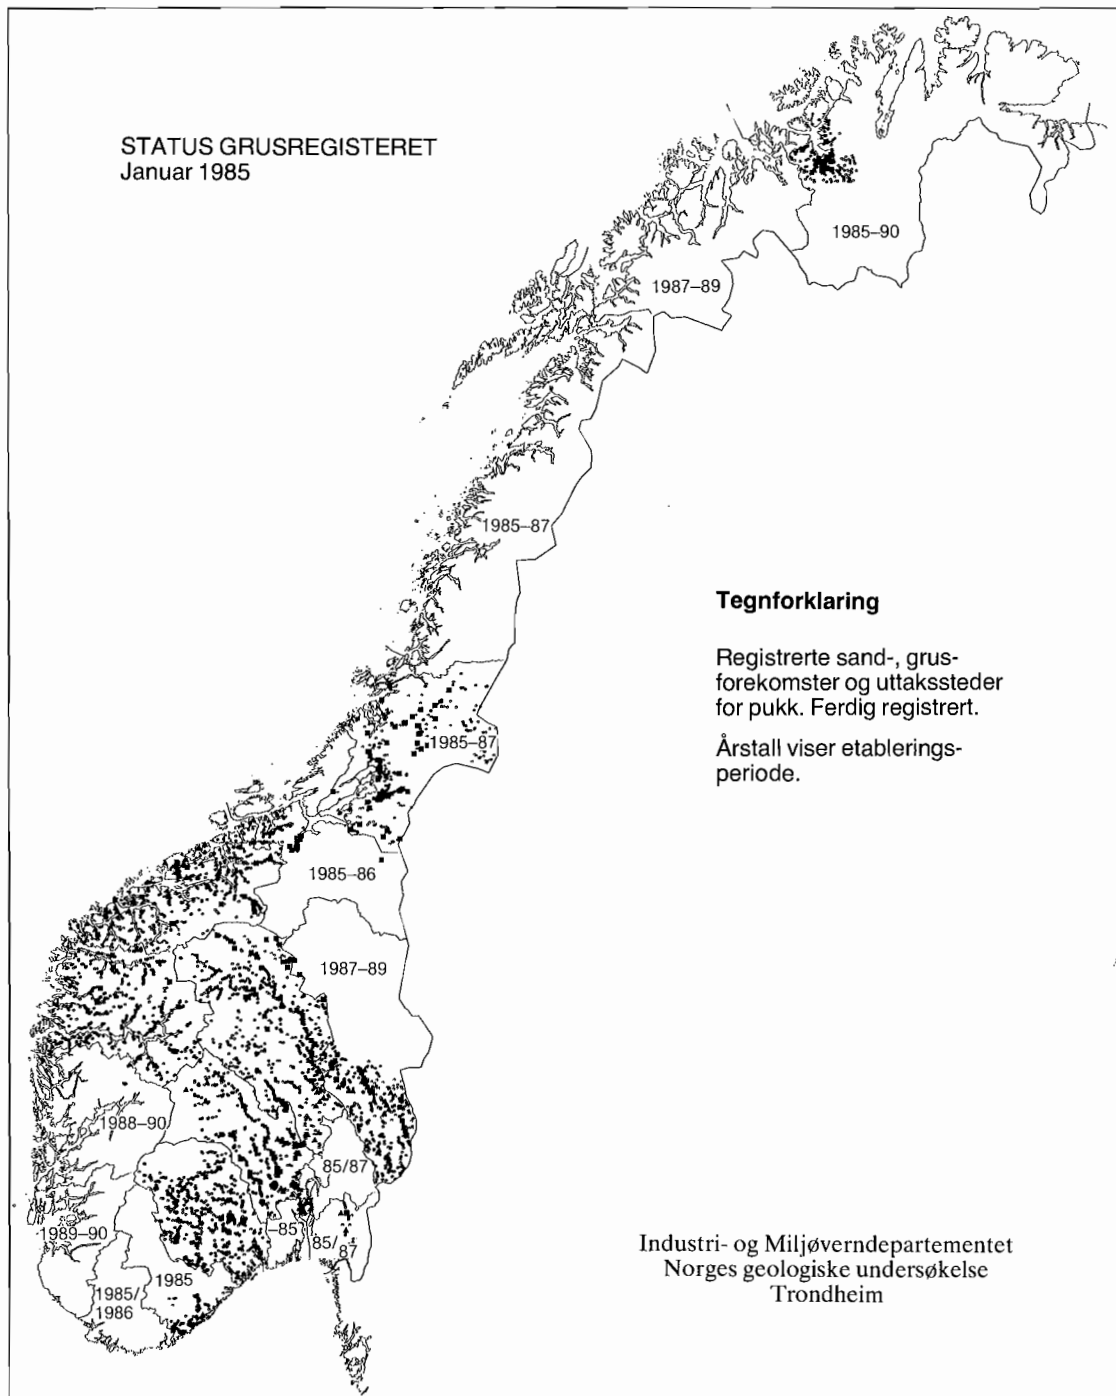 STATUS GRUSREGISTERET
Januar 1985
1985–90
1987–89
1985–87
Tegnforklaring
Registrerte sand-, grus-
forekomster og uttakssteder
for pukk. Ferdig registrert.
Årstall viser etablerings-
periode.
1985–87
1985–86
1987–89
1988–90
85/87
–85
85/
87
1989–90
1985
1985/
1986
Industri- og Miljøverndepartementet
Norges geologiske undersøkelse
Trondheim